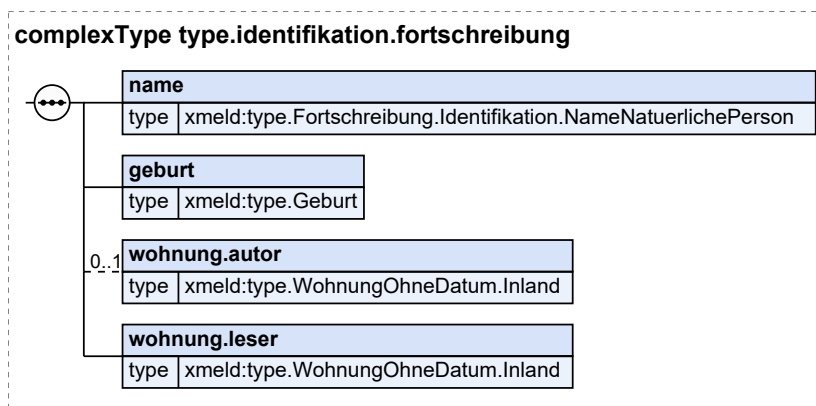 complexType type.identifikation.fortschreibung
name
type xmeld:type.Fortschreibung.Identifikation.NameNatuerlichePerson
geburt
type xmeld:type.Geburt
0..1 wohnung.autor
type xmeld:type.WohnungOhneDatum.Inland
wohnung.leser
type xmeld:type.WohnungOhneDatum.Inland